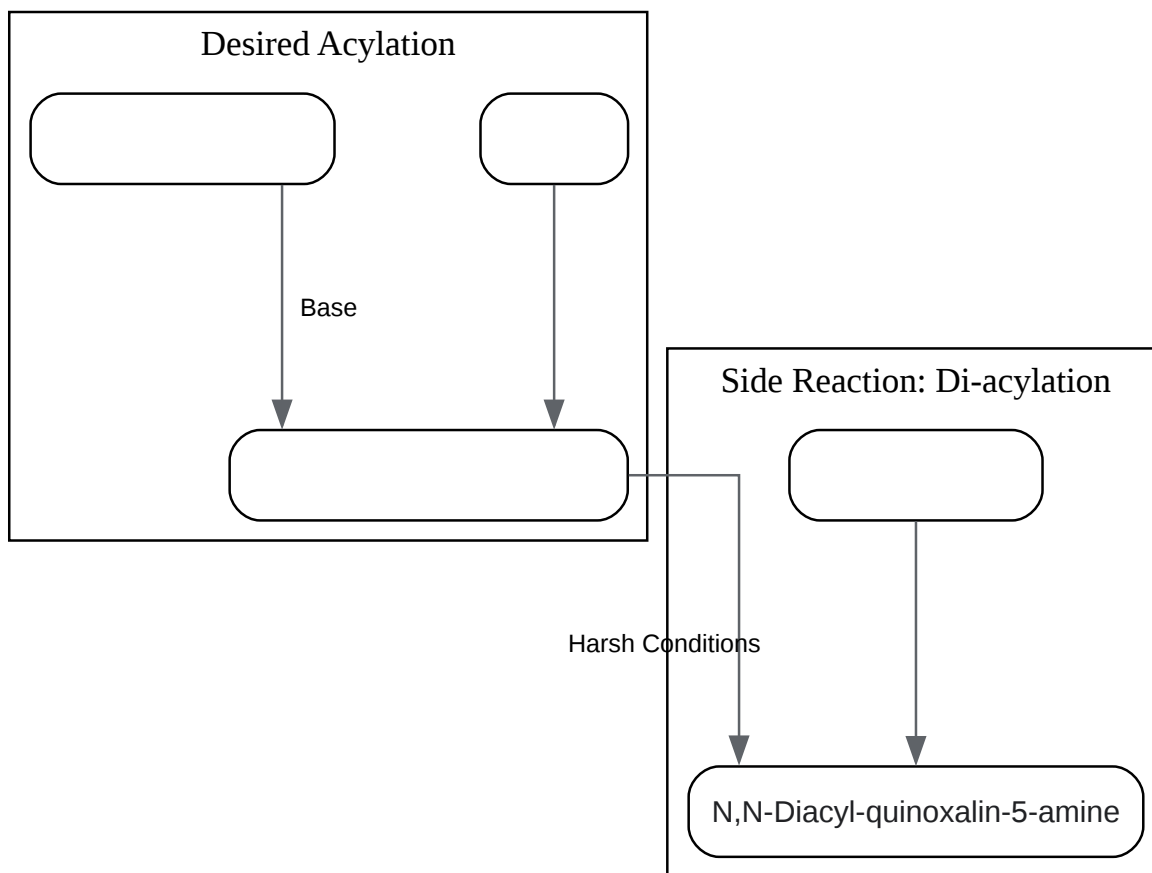 Desired Acylation
Base
Side Reaction: Di-acylation
Harsh Conditions
N,N-Diacyl-quinoxalin-5-amine